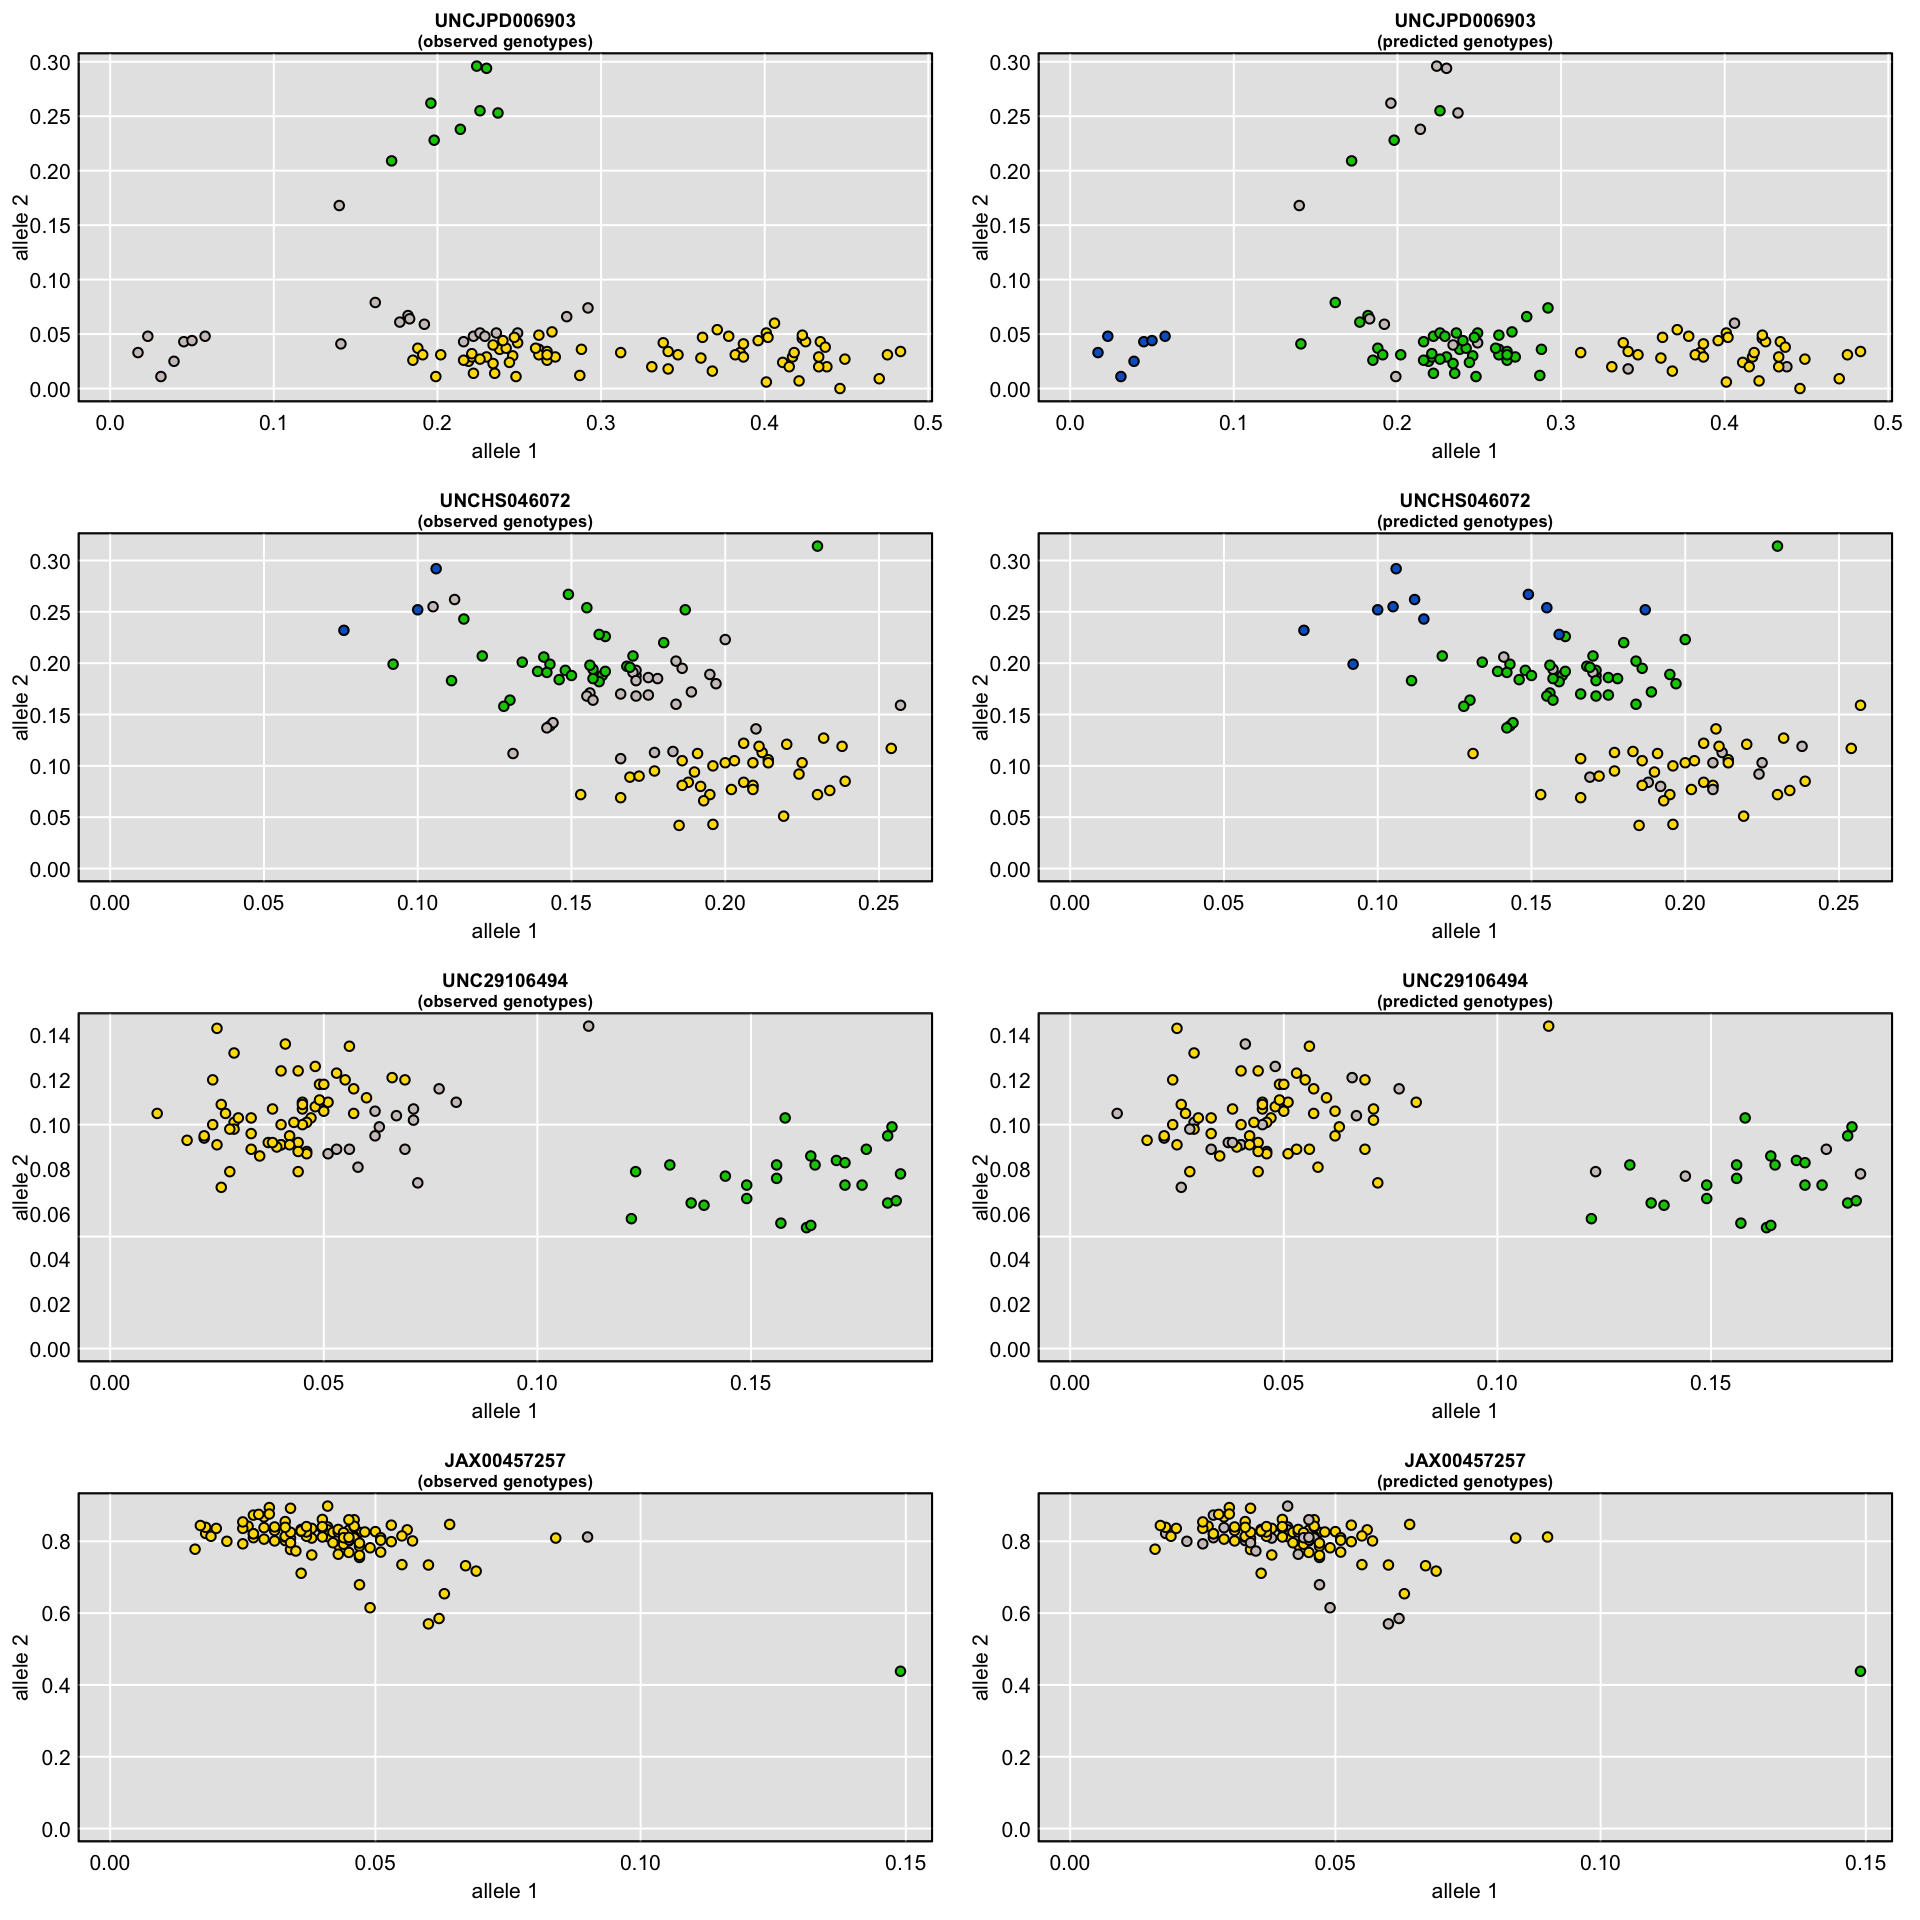 UNCJPD006903
(observed genotypes)
0.30
0.25
0.20
0.15
0.10
0.05
0.00
allele 2
0.0 0.1 0.2 0.3 0.4 0.5
allele 1
UNCJPD006903
(predicted genotypes)
0.30
0.25
0.20
0.15
0.10
0.05
0.00
allele 2
0.0 0.1 0.2 0.3 0.4 0.5
allele 1
UNCHS046072
(observed genotypes)
0.30
0.25
0.20
0.15
0.10
0.05
0.00
allele 2
0.00 0.05 0.10 0.15 0.20 0.25
allele 1
UNCHS046072
(predicted genotypes)
0.30
0.25
0.20
0.15
0.10
0.05
0.00
allele 2
0.00 0.05 0.10 0.15 0.20 0.25
allele 1
UNC29106494
(observed genotypes)
0.14
0.12
0.10
0.08
0.06
0.04
0.02
0.00
allele 2
0.00 0.05 0.10 0.15
allele 1
UNC29106494
(predicted genotypes)
0.14
0.12
0.10
0.08
0.06
0.04
0.02
0.00
allele 2
0.00 0.05 0.10 0.15
allele 1
JAX00457257
(observed genotypes)
0.8
0.6
0.4
0.2
0.0
allele 2
0.00 0.05 0.10 0.15
allele 1
JAX00457257
(predicted genotypes)
0.8
0.6
0.4
0.2
0.0
allele 2
0.00 0.05 0.10 0.15
allele 1